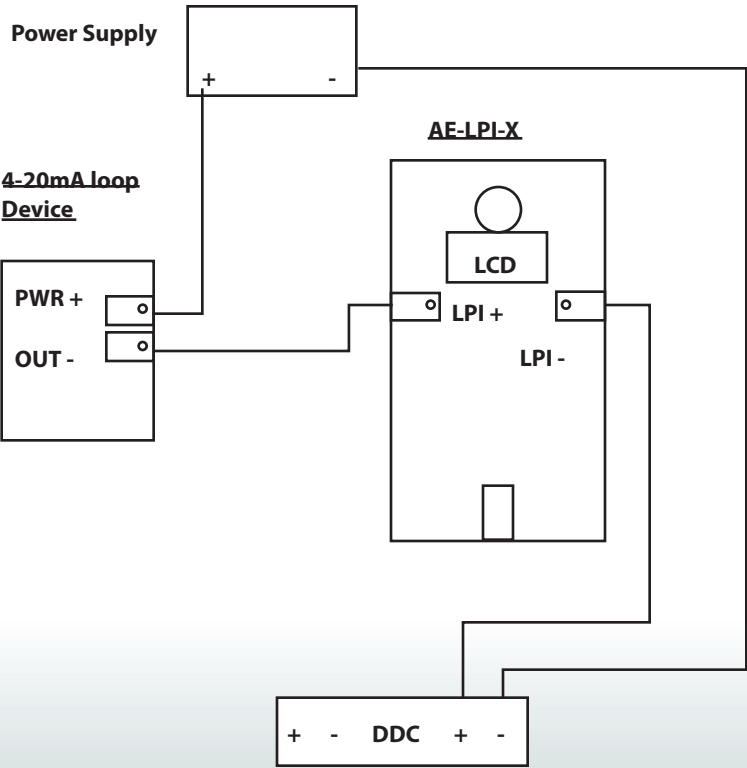 Power Supply
+ -
AE-LPI-X
4-20mA loop
Device
LCD
PWR +
LPI +
OUT -
LPI -
+ - DDC + -